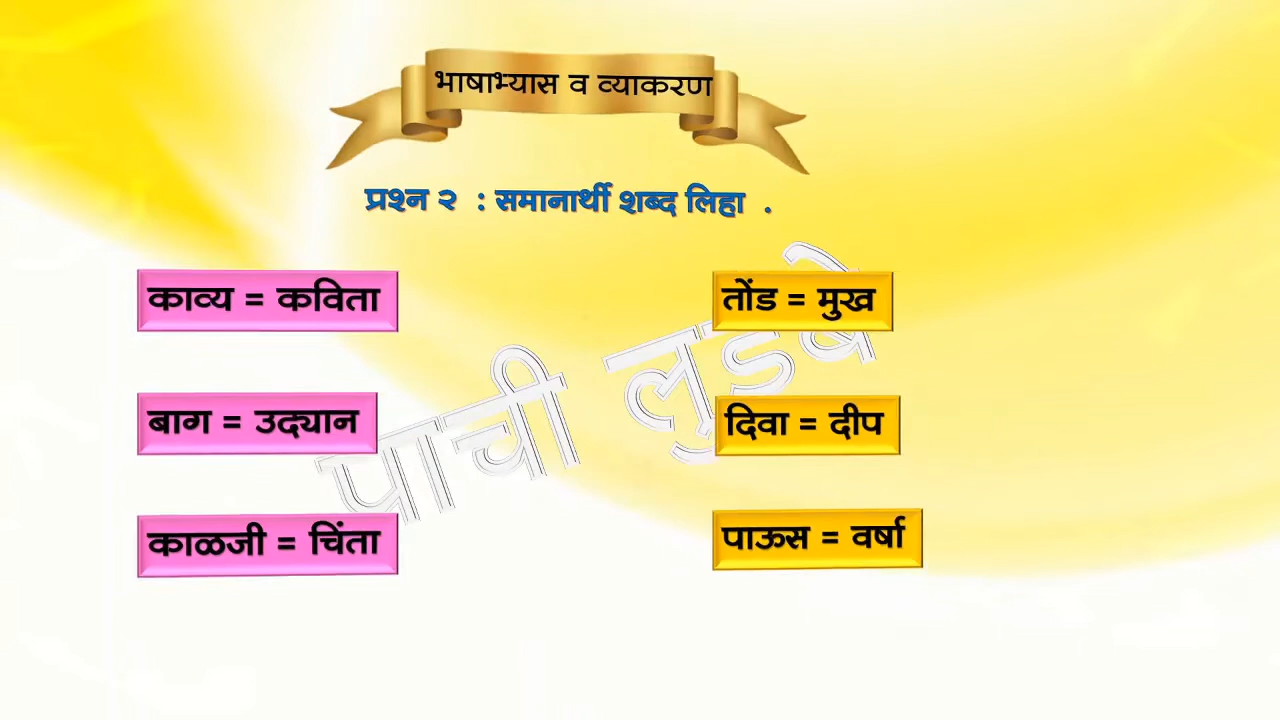 भाषाभ्यास व व्याकरण
प्रश्न २ : समानार्थी शब्द लिहा .
काव्य = कविता
तोंड = मुख
बाग = उद्यान
दिवा = दीप
काळजी = चिंता
पाऊस = वर्षा
पाची लुडबे